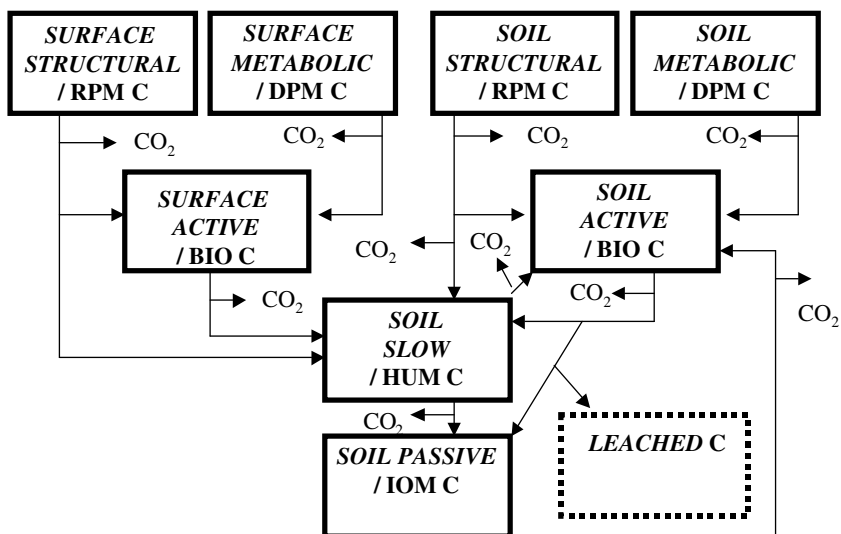 SURFACE
STRUCTURAL
/ RPM C
SURFACE
METABOLIC
/ DPM C
SOIL
STRUCTURAL
/ RPM C
SOIL
METABOLIC
/ DPM C
CO₂
CO₂
CO₂
CO₂
SURFACE
ACTIVE
/ BIO C
SOIL
ACTIVE
/ BIO C
CO₂
CO₂
CO₂
CO₂
CO₂
SOIL
SLOW
/ HUM C
CO₂
SOIL PASSIVE
/ IOM C
LEACHED C